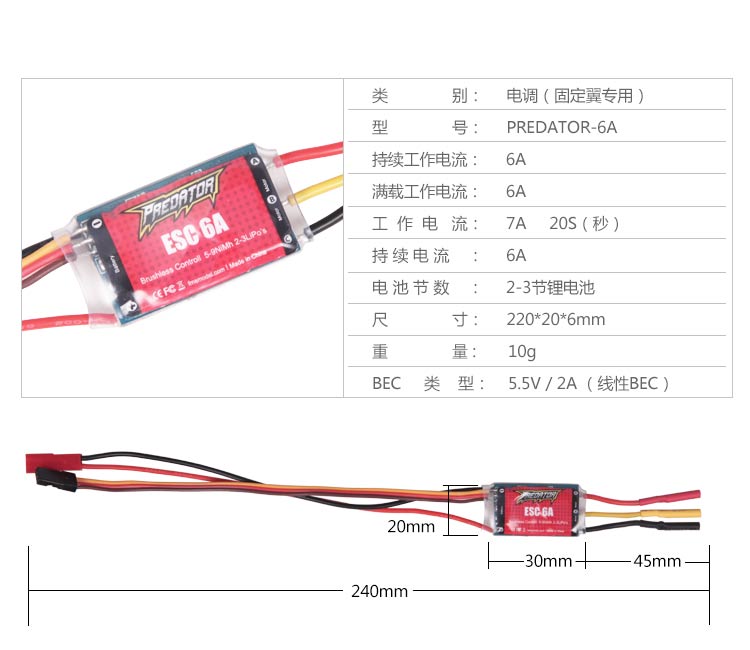 PREDATOR
ESC 6A
Brushless Controll 5-9NiMh 2-3LiPo's
CE FC fmsmodel.com | Made in China
Battery
Motor
类 别： 电调（固定翼专用）
型 号： PREDATOR-6A
持续工作电流： 6A
满载工作电流： 6A
工 作 电 流： 7A 20S（秒）
持 续 电 流 ： 6A
电 池 节 数 ： 2-3节锂电池
尺 寸： 220*20*6mm
重 量： 10g
BEC 类 型： 5.5V / 2A （线性BEC）
PREDATOR
ESC 6A
20mm
30mm
45mm
240mm